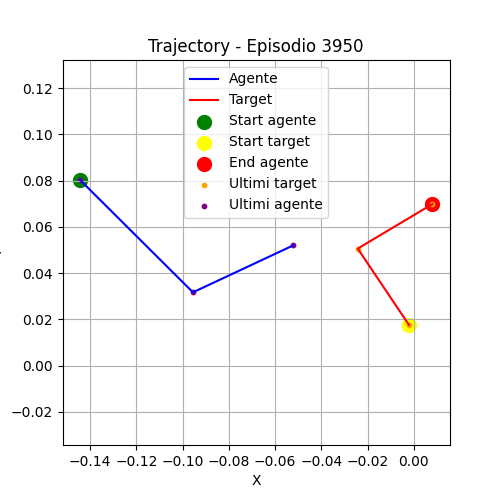 Trajectory - Episodio 3950
Agente
Target
Start agente
Start target
End agente
Ultimi target
Ultimi agente
0.12
0.10
0.08
0.06
0.04
0.02
0.00
−0.02
−0.14 −0.12 −0.10 −0.08 −0.06 −0.04 −0.02 0.00
X